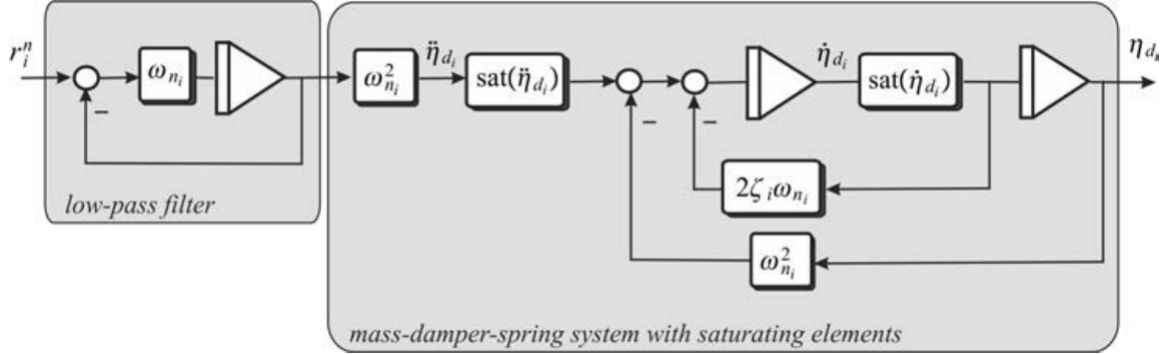 r_i^n
−
ω_{n_i}
low-pass filter
ω_{n_i}^2
η̈_{d_i}
sat(η̈_{d_i})
−
−
η̇_{d_i}
sat(η̇_{d_i})
η_{d_i}
2ζ_i ω_{n_i}
ω_{n_i}^2
mass-damper-spring system with saturating elements